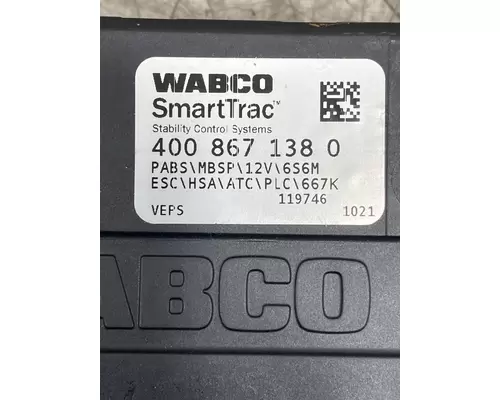 WABCO
SmartTrac™
Stability Control Systems
400 867 138 0
PABS\MBSP\12V\6S6M
ESC\HSA\ATC\PLC\667K
119746
VEPS 1021
ABCO